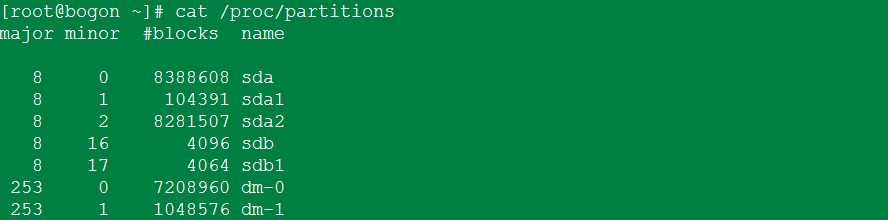 [root@bogon ~]# cat /proc/partitions
major minor  #blocks  name

   8     0    8388608 sda
   8     1     104391 sda1
   8     2    8281507 sda2
   8    16       4096 sdb
   8    17       4064 sdb1
 253     0    7208960 dm-0
 253     1    1048576 dm-1